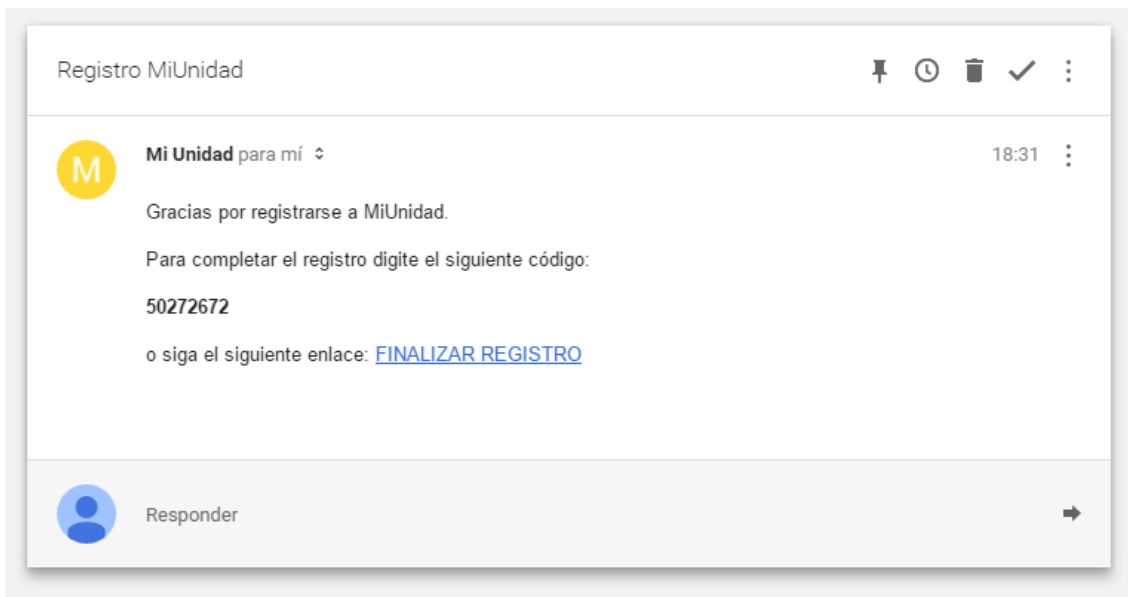 Registro MiUnidad
M
Mi Unidad para mí 18:31
Gracias por registrarse a MiUnidad.
Para completar el registro digite el siguiente código:
50272672
o siga el siguiente enlace: FINALIZAR REGISTRO
Responder